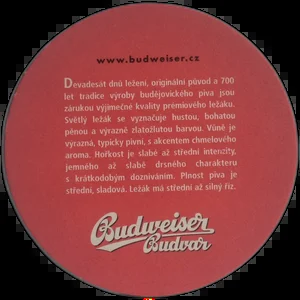 www.budweiser.cz
Devadesát dnů ležení, originální původ a 700
let tradice výroby budějovického piva jsou
zárukou výjimečné kvality prémiového ležáku.
Světlý ležák se vyznačuje hustou, bohatou
pěnou a výrazně zlatožlutou barvou. Vůně je
výrazná, typicky pivní, s akcentem chmelového
aroma. Hořkost je slabé až střední intenzity,
jemného až slabě drsného charakteru
s krátkodobým dozníváním. Plnost piva je
střední, sladová. Ležák má střední až silný říz.
Budweiser
Budvar